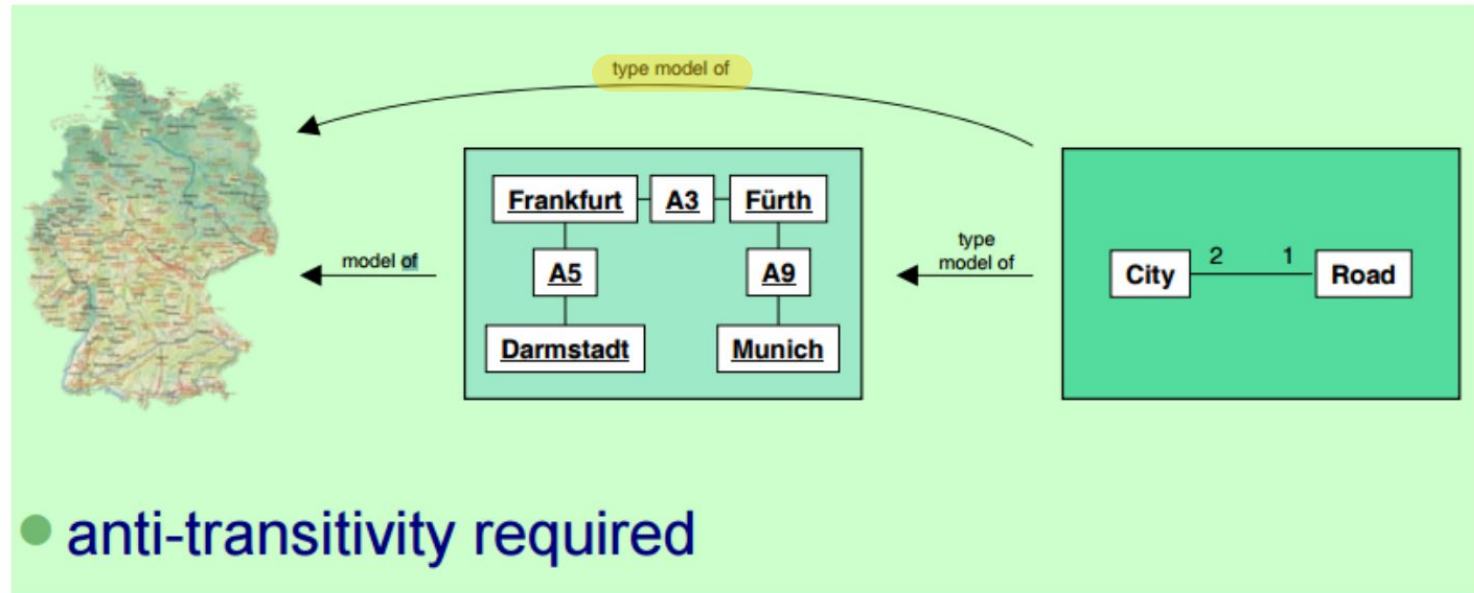 type model of
Frankfurt A3 Fürth
model of
A5 A9
type
model of
City 2 1 Road
Darmstadt Munich
anti-transitivity required